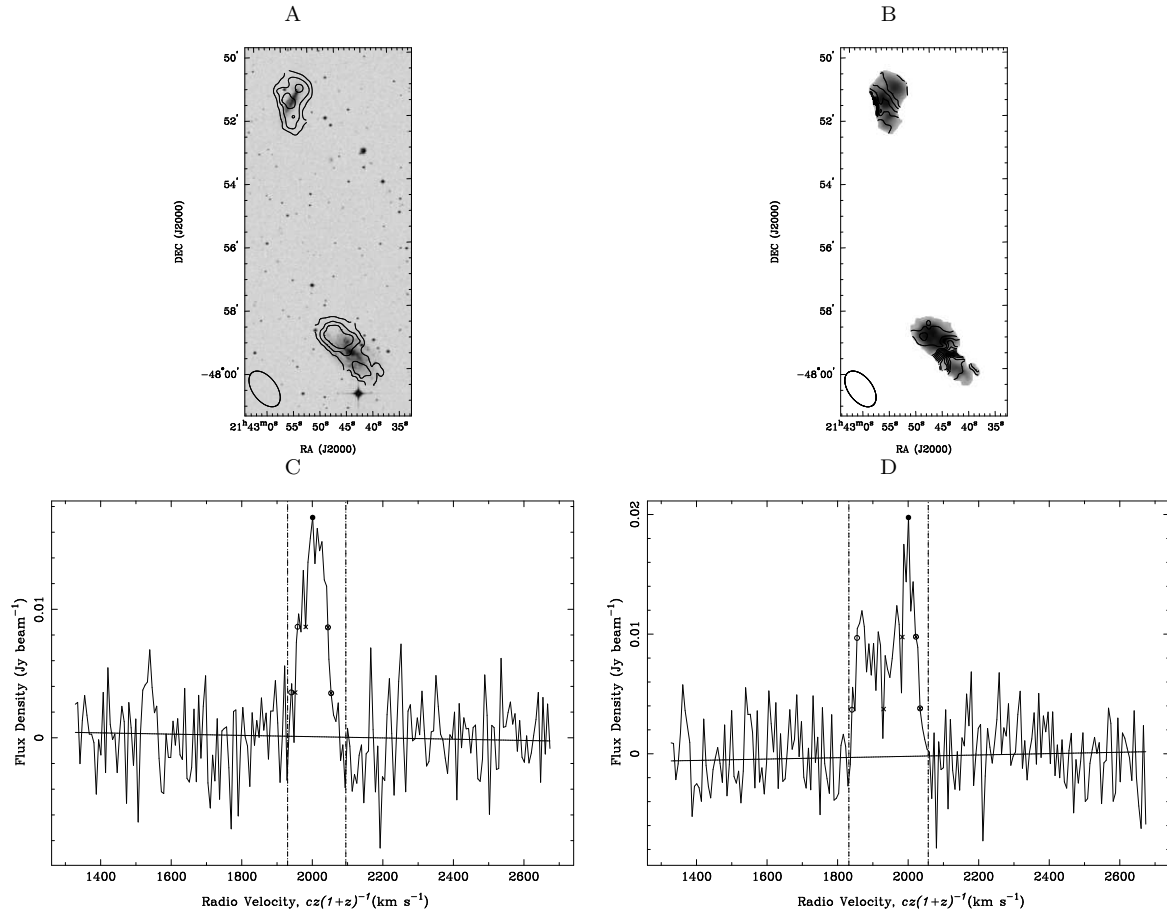 A
B
50'
52'
54'
56'
58'
-48°00'
DEC (J2000)
21h43m0s 55s 50s 45s 40s 35s
RA (J2000)
50'
52'
54'
56'
58'
-48°00'
DEC (J2000)
21h43m0s 55s 50s 45s 40s 35s
RA (J2000)
C
D
0.01
0
Flux Density (Jy beam⁻¹)
1400 1600 1800 2000 2200 2400 2600
Radio Velocity, cz(1+z)⁻¹(km s⁻¹)
0.02
0.01
0
Flux Density (Jy beam⁻¹)
1400 1600 1800 2000 2200 2400 2600
Radio Velocity, cz(1+z)⁻¹(km s⁻¹)